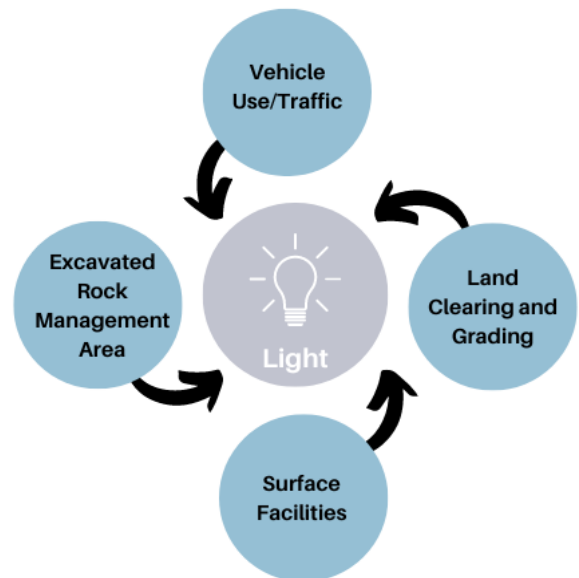 Vehicle
Use/Traffic
Excavated
Rock
Management
Area
Light
Land
Clearing and
Grading
Surface
Facilities